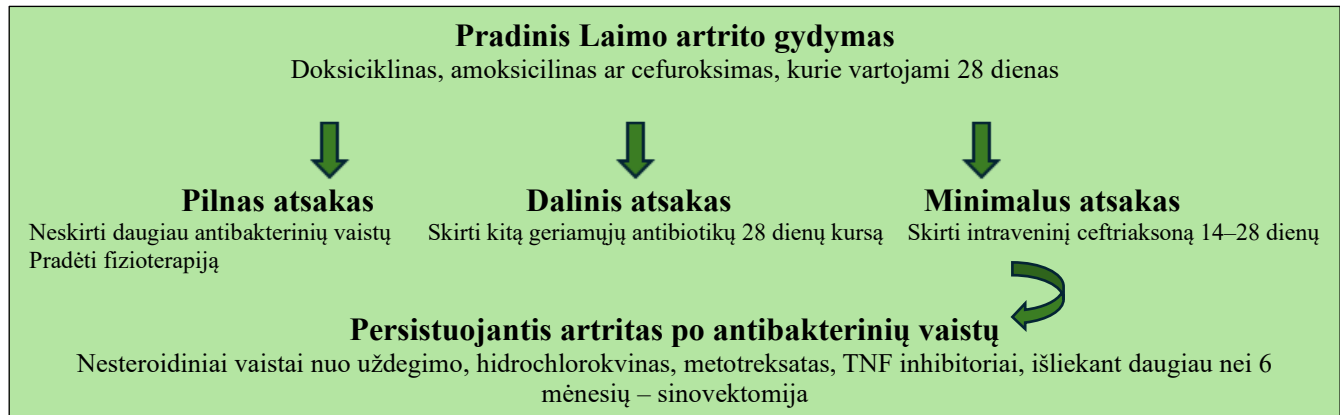 Pradinis Laimo artrito gydymas
Doksiciklinas, amoksicilinas ar cefuroksimas, kurie vartojami 28 dienas
Pilnas atsakas
Neskirti daugiau antibakterinių vaistų
Pradėti fizioterapiją
Dalinis atsakas
Skirti kitą geriamųjų antibiotikų 28 dienų kursą
Minimalus atsakas
Skirti intraveninį ceftriaksoną 14–28 dienų
Persistuojantis artritas po antibakterinių vaistų
Nesteroidiniai vaistai nuo uždegimo, hidrochlorokvinas, metotreksatas, TNF inhibitoriai, išliekant daugiau nei 6
mėnesių – sinovektomija